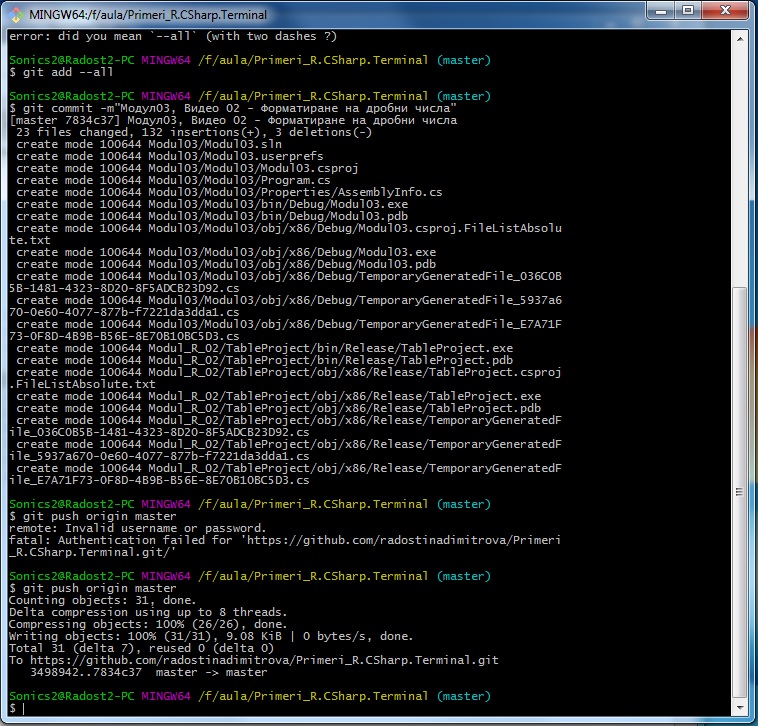 MINGW64:/f/aula/Primeri_R.CSharp.Terminal
error: did you mean `--all` (with two dashes ?)
Sonics2@Radost2-PC MINGW64 /f/aula/Primeri_R.CSharp.Terminal (master)
$ git add --all
Sonics2@Radost2-PC MINGW64 /f/aula/Primeri_R.CSharp.Terminal (master)
$ git commit -m"Модул03, Видео 02 - Форматиране на дробни числа"
[master 7834c37] Модул03, Видео 02 - Форматиране на дробни числа
 23 files changed, 132 insertions(+), 3 deletions(-)
 create mode 100644 Modul03/Modul03.sln
 create mode 100644 Modul03/Modul03.userprefs
 create mode 100644 Modul03/Modul03/Modul03.csproj
 create mode 100644 Modul03/Modul03/Program.cs
 create mode 100644 Modul03/Modul03/Properties/AssemblyInfo.cs
 create mode 100644 Modul03/Modul03/bin/Debug/Modul03.exe
 create mode 100644 Modul03/Modul03/bin/Debug/Modul03.pdb
 create mode 100644 Modul03/Modul03/obj/x86/Debug/Modul03.csproj.FileListAbsolu
te.txt
 create mode 100644 Modul03/Modul03/obj/x86/Debug/Modul03.exe
 create mode 100644 Modul03/Modul03/obj/x86/Debug/Modul03.pdb
 create mode 100644 Modul03/Modul03/obj/x86/Debug/TemporaryGeneratedFile_036C0B
5B-1481-4323-8D20-8F5ADCB23D92.cs
 create mode 100644 Modul03/Modul03/obj/x86/Debug/TemporaryGeneratedFile_5937a6
70-0e60-4077-877b-f7221da3dda1.cs
 create mode 100644 Modul03/Modul03/obj/x86/Debug/TemporaryGeneratedFile_E7A71F
73-0F8D-4B9B-B56E-8E70B10BC5D3.cs
 create mode 100644 Modul_R_02/TableProject/bin/Release/TableProject.exe
 create mode 100644 Modul_R_02/TableProject/bin/Release/TableProject.pdb
 create mode 100644 Modul_R_02/TableProject/obj/x86/Release/TableProject.csproj
.FileListAbsolute.txt
 create mode 100644 Modul_R_02/TableProject/obj/x86/Release/TableProject.exe
 create mode 100644 Modul_R_02/TableProject/obj/x86/Release/TableProject.pdb
 create mode 100644 Modul_R_02/TableProject/obj/x86/Release/TemporaryGeneratedF
ile_036C0B5B-1481-4323-8D20-8F5ADCB23D92.cs
 create mode 100644 Modul_R_02/TableProject/obj/x86/Release/TemporaryGeneratedF
ile_5937a670-0e60-4077-877b-f7221da3dda1.cs
 create mode 100644 Modul_R_02/TableProject/obj/x86/Release/TemporaryGeneratedF
ile_E7A71F73-0F8D-4B9B-B56E-8E70B10BC5D3.cs
Sonics2@Radost2-PC MINGW64 /f/aula/Primeri_R.CSharp.Terminal (master)
$ git push origin master
remote: Invalid username or password.
fatal: Authentication failed for 'https://github.com/radostinadimitrova/Primeri
_R.CSharp.Terminal.git/'
Sonics2@Radost2-PC MINGW64 /f/aula/Primeri_R.CSharp.Terminal (master)
$ git push origin master
Counting objects: 31, done.
Delta compression using up to 8 threads.
Compressing objects: 100% (26/26), done.
Writing objects: 100% (31/31), 9.08 KiB | 0 bytes/s, done.
Total 31 (delta 7), reused 0 (delta 0)
To https://github.com/radostinadimitrova/Primeri_R.CSharp.Terminal.git
   3498942..7834c37  master -> master
Sonics2@Radost2-PC MINGW64 /f/aula/Primeri_R.CSharp.Terminal (master)
$